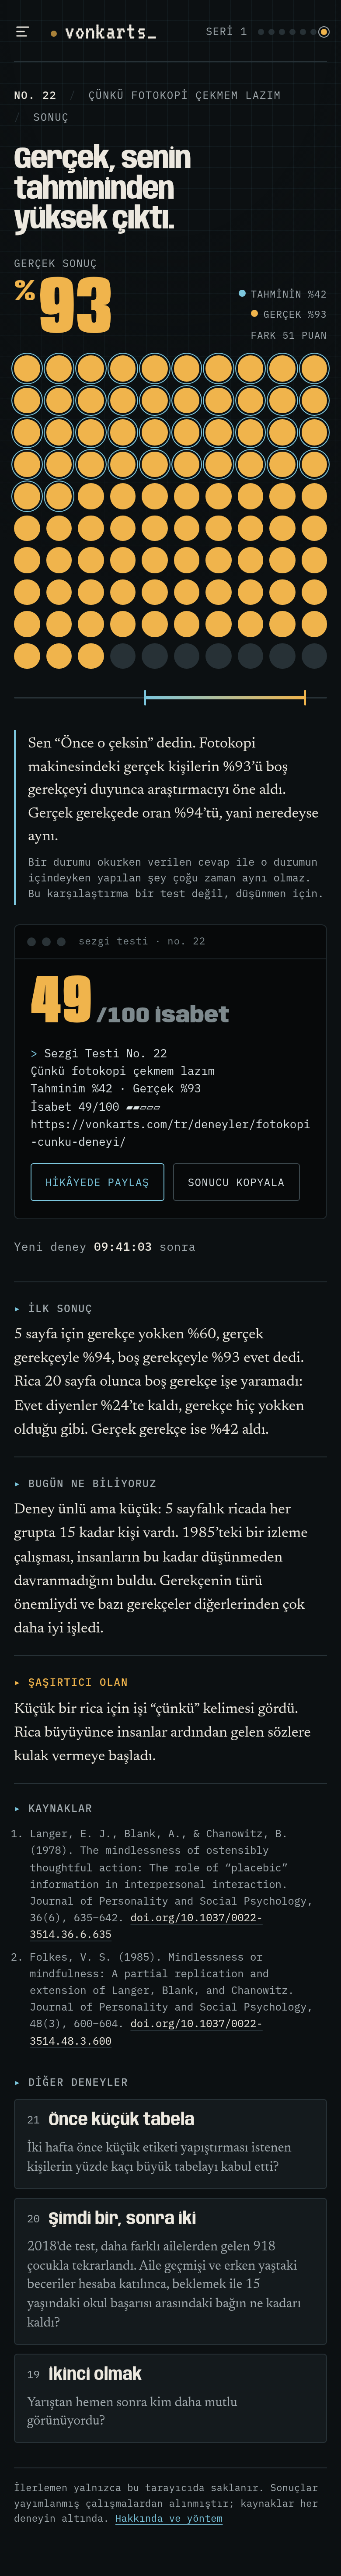 vonkarts_
SERİ 1
NO. 22 / ÇÜNKÜ FOTOKOPİ ÇEKMEM LAZIM
/ SONUÇ
Gerçek, senin
tahmininden
yüksek çıktı.
GERÇEK SONUÇ
%93
TAHMİNİN %42
GERÇEK %93
FARK 51 PUAN
Sen “Önce o çeksin” dedin. Fotokopi
makinesindeki gerçek kişilerin %93’ü boş
gerekçeyi duyunca araştırmacıyı öne aldı.
Gerçek gerekçede oran %94’tü, yani neredeyse
aynı.
Bir durumu okurken verilen cevap ile o durumun
içindeyken yapılan şey çoğu zaman aynı olmaz.
Bu karşılaştırma bir test değil, düşünmen için.
sezgi testi · no. 22
49/100 isabet
> Sezgi Testi No. 22
Çünkü fotokopi çekmem lazım
Tahminim %42 · Gerçek %93
İsabet 49/100 ▰▰▱▱▱
https://vonkarts.com/tr/deneyler/fotokopi
-cunku-deneyi/
HİKÂYEDE PAYLAŞ
SONUCU KOPYALA
Yeni deney 09:41:03 sonra
▸ İLK SONUÇ
5 sayfa için gerekçe yokken %60, gerçek
gerekçeyle %94, boş gerekçeyle %93 evet dedi.
Rica 20 sayfa olunca boş gerekçe işe yaramadı:
Evet diyenler %24’te kaldı, gerekçe hiç yokken
olduğu gibi. Gerçek gerekçe ise %42 aldı.
▸ BUGÜN NE BİLİYORUZ
Deney ünlü ama küçük: 5 sayfalık ricada her
grupta 15 kadar kişi vardı. 1985’teki bir izleme
çalışması, insanların bu kadar düşünmeden
davranmadığını buldu. Gerekçenin türü
önemliydi ve bazı gerekçeler diğerlerinden çok
daha iyi işledi.
▸ ŞAŞIRTICI OLAN
Küçük bir rica için işi “çünkü” kelimesi gördü.
Rica büyüyünce insanlar ardından gelen sözlere
kulak vermeye başladı.
▸ KAYNAKLAR
1. Langer, E. J., Blank, A., & Chanowitz, B.
(1978). The mindlessness of ostensibly
thoughtful action: The role of “placebic”
information in interpersonal interaction.
Journal of Personality and Social Psychology,
36(6), 635–642. doi.org/10.1037/0022-
3514.36.6.635
2. Folkes, V. S. (1985). Mindlessness or
mindfulness: A partial replication and
extension of Langer, Blank, and Chanowitz.
Journal of Personality and Social Psychology,
48(3), 600–604. doi.org/10.1037/0022-
3514.48.3.600
▸ DİĞER DENEYLER
21 Önce küçük tabela
İki hafta önce küçük etiketi yapıştırması istenen
kişilerin yüzde kaçı büyük tabelayı kabul etti?
20 Şimdi bir, sonra iki
2018’de test, daha farklı ailelerden gelen 918
çocukla tekrarlandı. Aile geçmişi ve erken yaştaki
beceriler hesaba katılınca, beklemek ile 15
yaşındaki okul başarısı arasındaki bağın ne kadarı
kaldı?
19 İkinci olmak
Yarıştan hemen sonra kim daha mutlu
görünüyordu?
İlerlemen yalnızca bu tarayıcıda saklanır. Sonuçlar
yayımlanmış çalışmalardan alınmıştır; kaynaklar her
deneyin altında. Hakkında ve yöntem